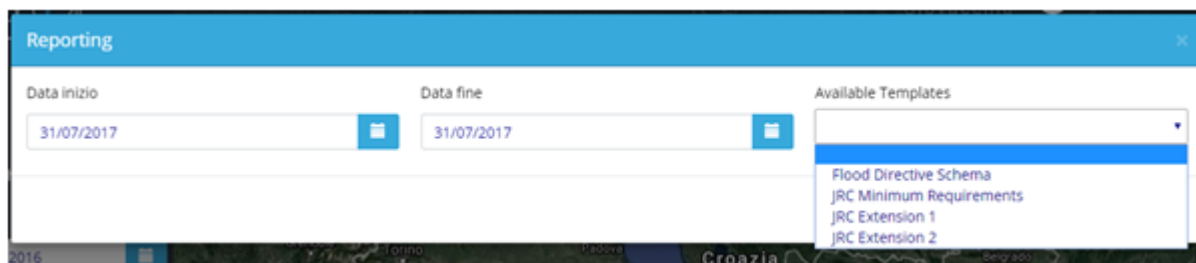 Reporting ×
Data inizio Data fine Available Templates
31/07/2017 31/07/2017
Flood Directive Schema
JRC Minimum Requirements
JRC Extension 1
JRC Extension 2
2016 Torino Padova Croazia Belgrado